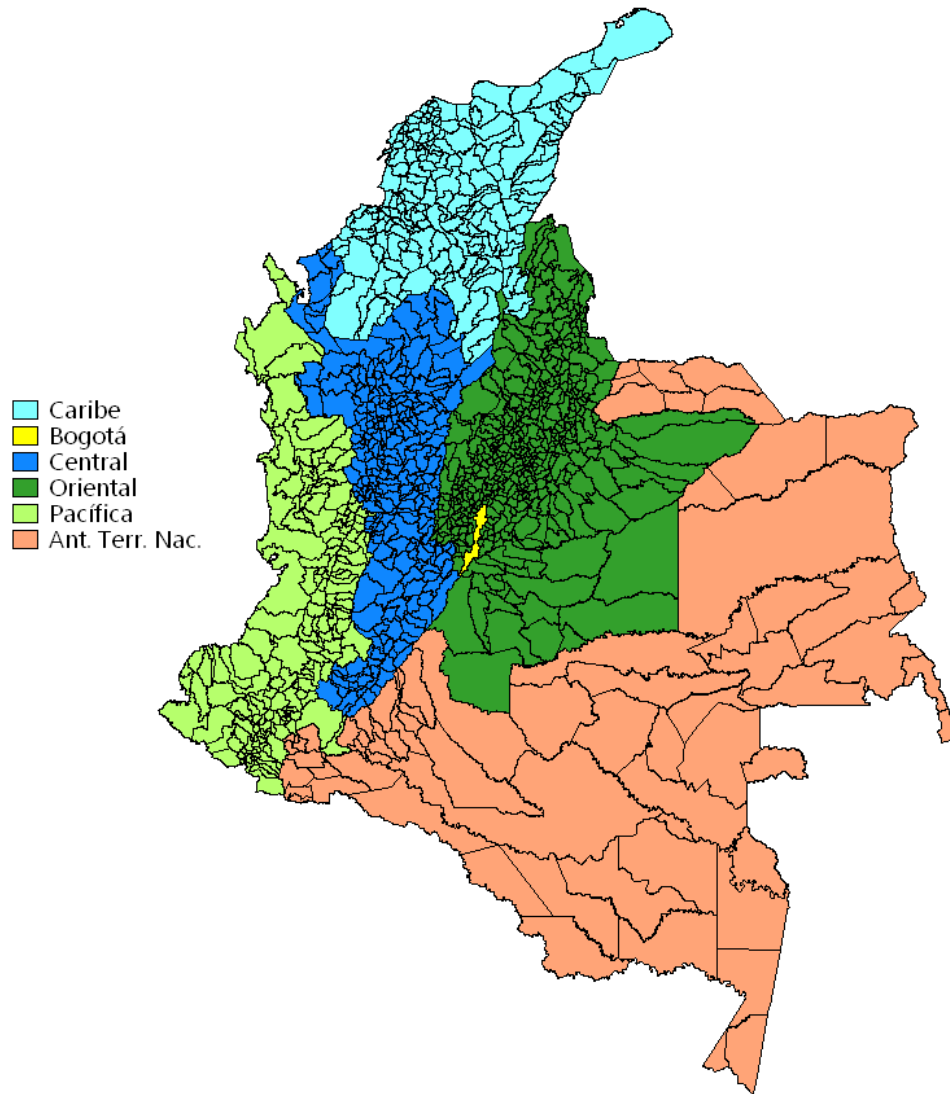 Caribe
Bogotá
Central
Oriental
Pacífica
Ant. Terr. Nac.